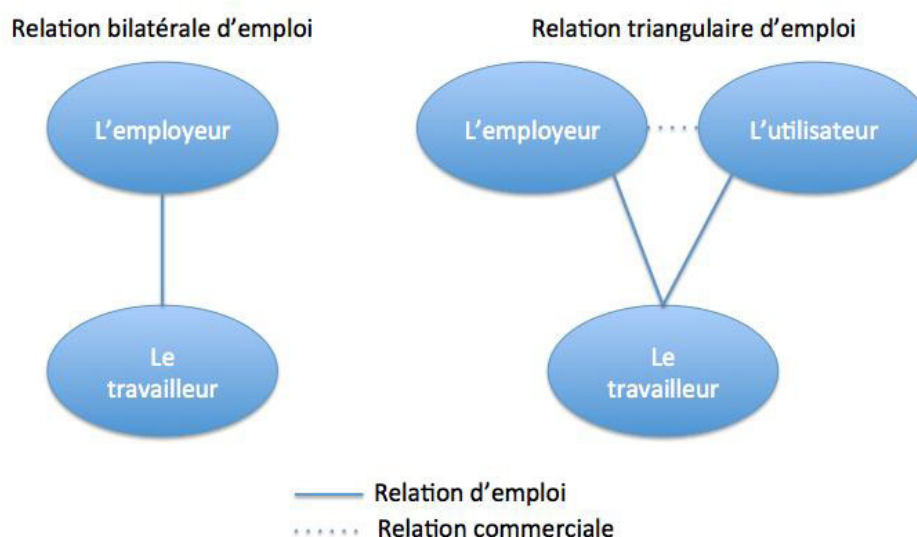 Relation bilatérale d’emploi
Relation triangulaire d’emploi
L’employeur
L’employeur
L’utilisateur
Le
travailleur
Le
travailleur
Relation d’emploi
Relation commerciale